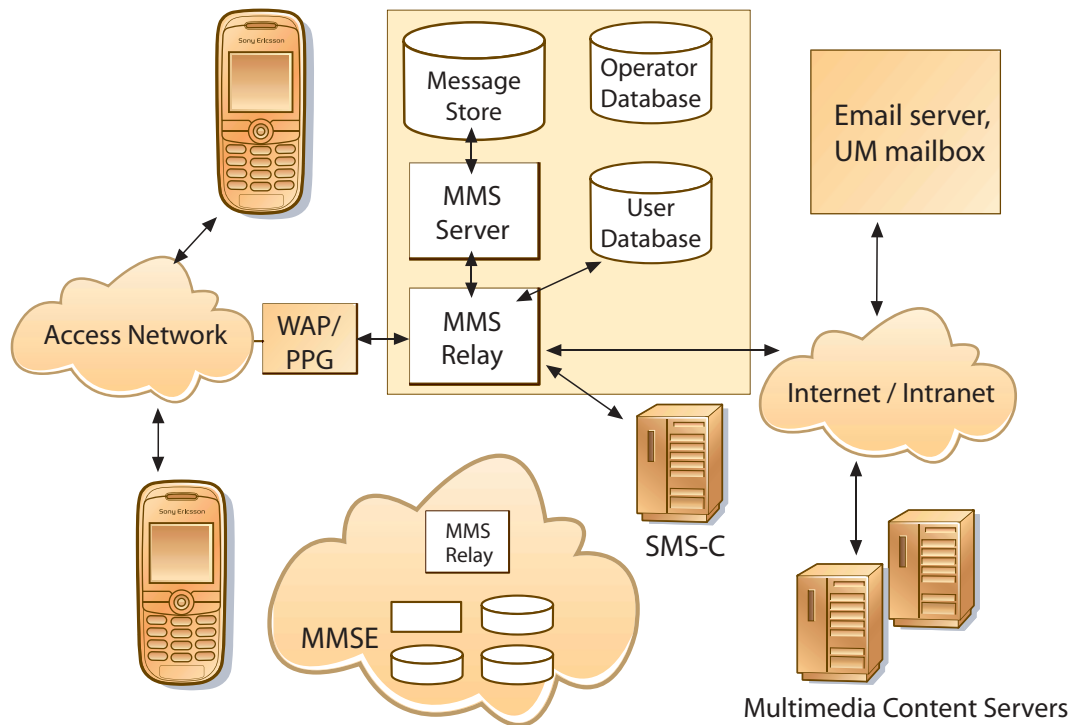 Sony Ericsson
Message
Store
Operator
Database
Email server,
UM mailbox
MMS
Server
User
Database
Access Network
WAP/
PPG
MMS
Relay
Internet / Intranet
Sony Ericsson
MMS
Relay
SMS-C
MMSE
Multimedia Content Servers